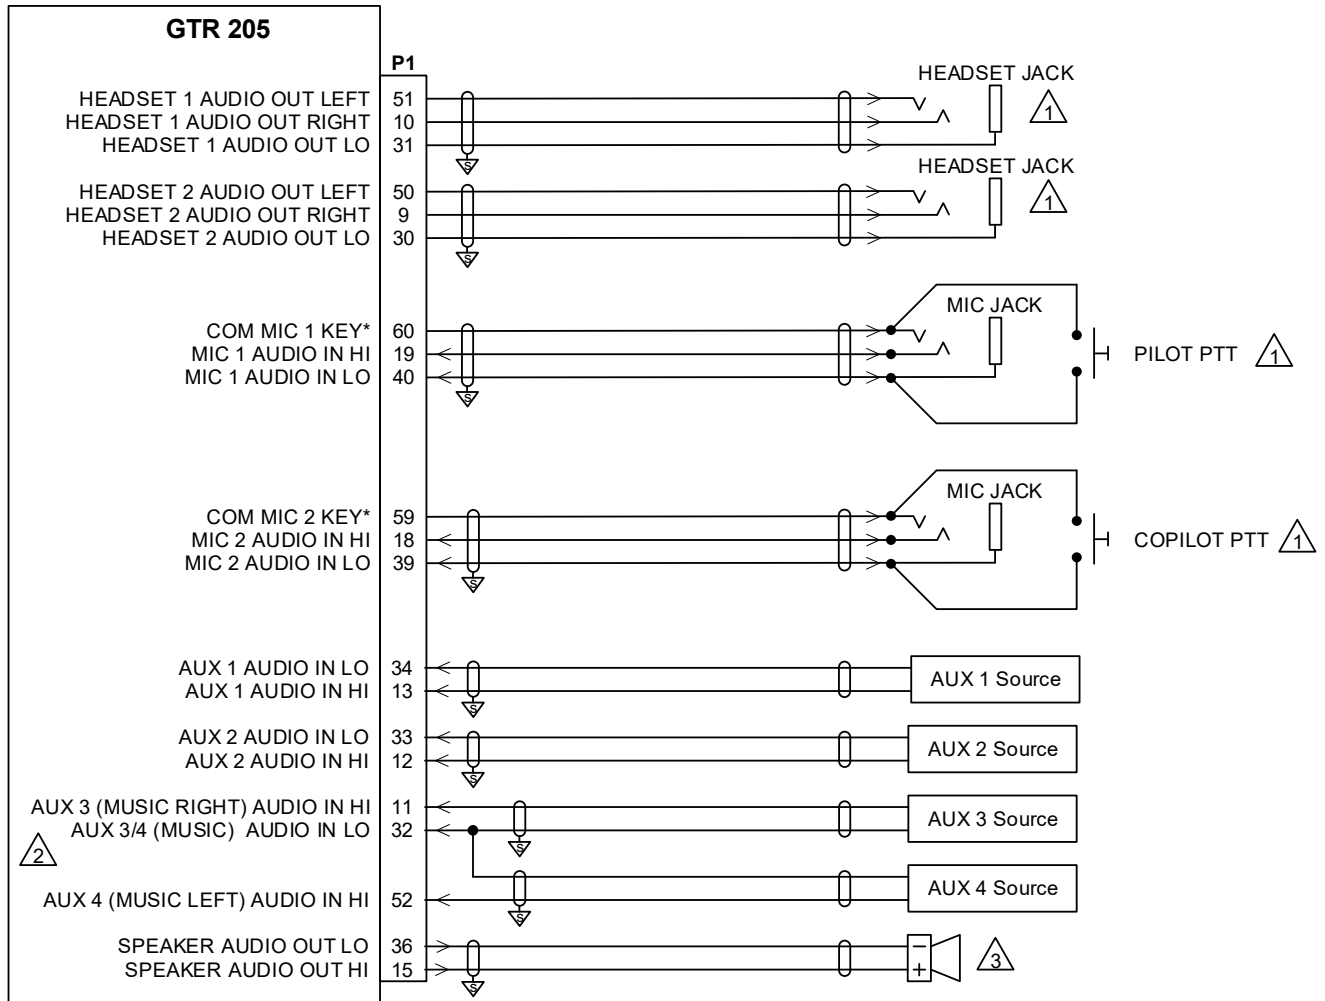 GTR 205
P1
HEADSET JACK
HEADSET 1 AUDIO OUT LEFT 51
1
HEADSET 1 AUDIO OUT RIGHT 10
HEADSET 1 AUDIO OUT LO 31
S
HEADSET JACK
HEADSET 2 AUDIO OUT LEFT 50
1
HEADSET 2 AUDIO OUT RIGHT 9
HEADSET 2 AUDIO OUT LO 30
S
MIC JACK
COM MIC 1 KEY* 60
MIC 1 AUDIO IN HI 19
PILOT PTT 1
MIC 1 AUDIO IN LO 40
S
MIC JACK
COM MIC 2 KEY* 59
MIC 2 AUDIO IN HI 18
COPILOT PTT 1
MIC 2 AUDIO IN LO 39
S
AUX 1 AUDIO IN LO 34
AUX 1 Source
AUX 1 AUDIO IN HI 13
S
AUX 2 AUDIO IN LO 33
AUX 2 Source
AUX 2 AUDIO IN HI 12
S
AUX 3 (MUSIC RIGHT) AUDIO IN HI 11
AUX 3 Source
AUX 3/4 (MUSIC) AUDIO IN LO 32
S
2
AUX 4 Source
AUX 4 (MUSIC LEFT) AUDIO IN HI 52
S
SPEAKER AUDIO OUT LO 36 −
3
SPEAKER AUDIO OUT HI 15 +
S